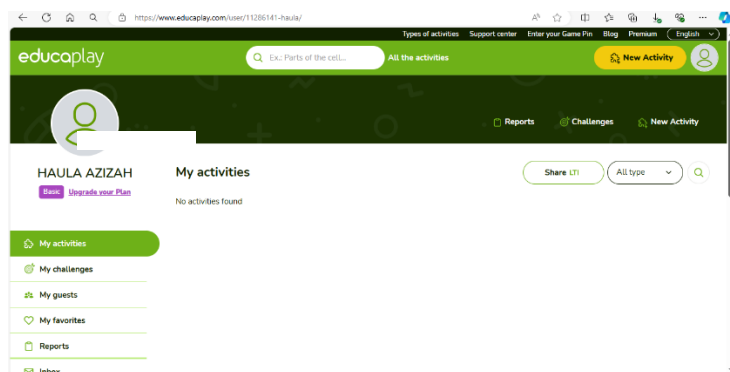 https://www.educaplay.com/user/11286141-haula/
Types of activities Support center Enter your Game Pin Blog Premium English
educaplay Ex.: Parts of the cell... All the activities New Activity
Reports Challenges New Activity
HAULA AZIZAH
Basic Upgrade your Plan
My activities Share LTI All type
No activities found
My activities
My challenges
My guests
My favorites
Reports
Inbox